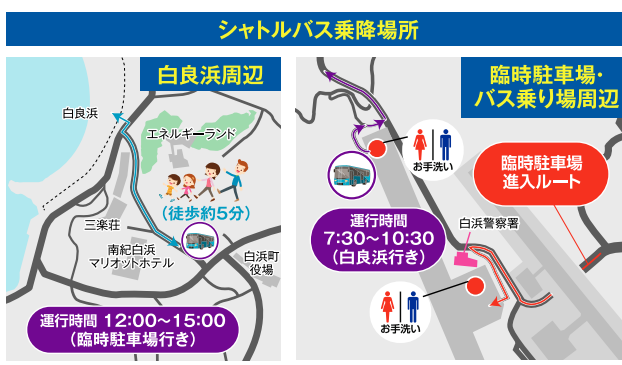 シャトルバス乗降場所
白良浜周辺
白良浜
エネルギーランド
(徒歩約5分)
三楽荘
南紀白浜
マリオットホテル
白浜町
役場
運行時間 12:00～15:00
(臨時駐車場行き)
臨時駐車場・
バス乗り場周辺
お手洗い
臨時駐車場
進入ルート
運行時間
7:30～10:30
(白良浜行き)
白浜警察署
お手洗い